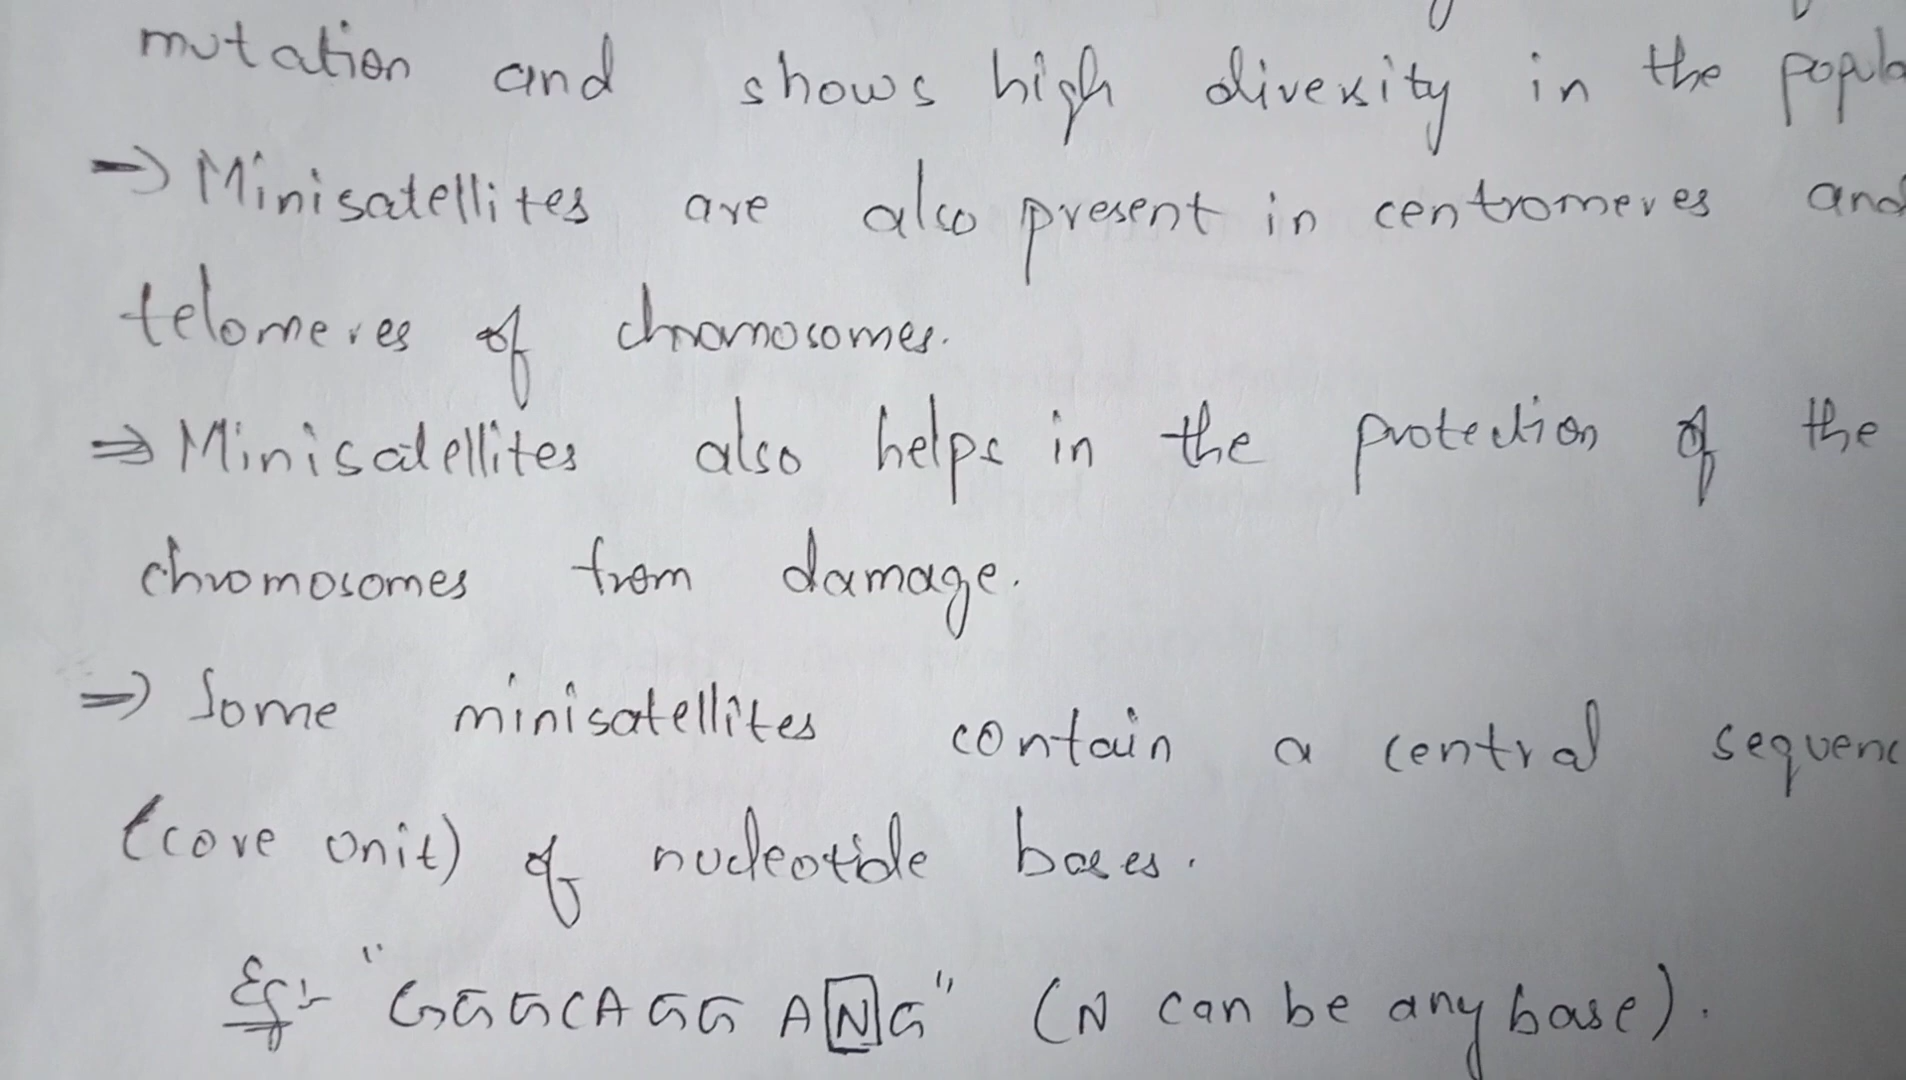 mutation and shows high diversity in the popula
⇒ Minisatellites are also present in centromeres and
telomeres of chromosomes.
⇒ Minisatellites also helps in the protection of the
chromosomes from damage.
⇒ Some minisatellites contain a central sequenc
(core unit) of nucleotide bases.
Eg:- "GGGCAGGANG" (N can be any base).